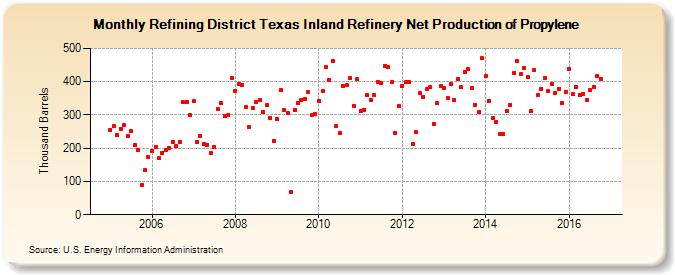 Monthly Refining District Texas Inland Refinery Net Production of Propylene
Thousand Barrels
500
400
300
200
100
0
2006 2008 2010 2012 2014 2016
Source: U.S. Energy Information Administration